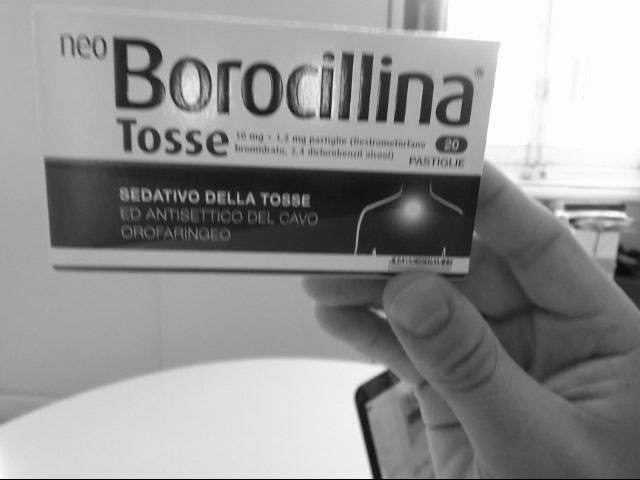 neo Borocillina®
Tosse
10 mg + 1,2 mg pastiglie (Destrometorfano
bromidrato, 2,4 diclorobenzil alcool)
20
PASTIGLIE
SEDATIVO DELLA TOSSE
ED ANTISETTICO DEL CAVO
OROFARINGEO